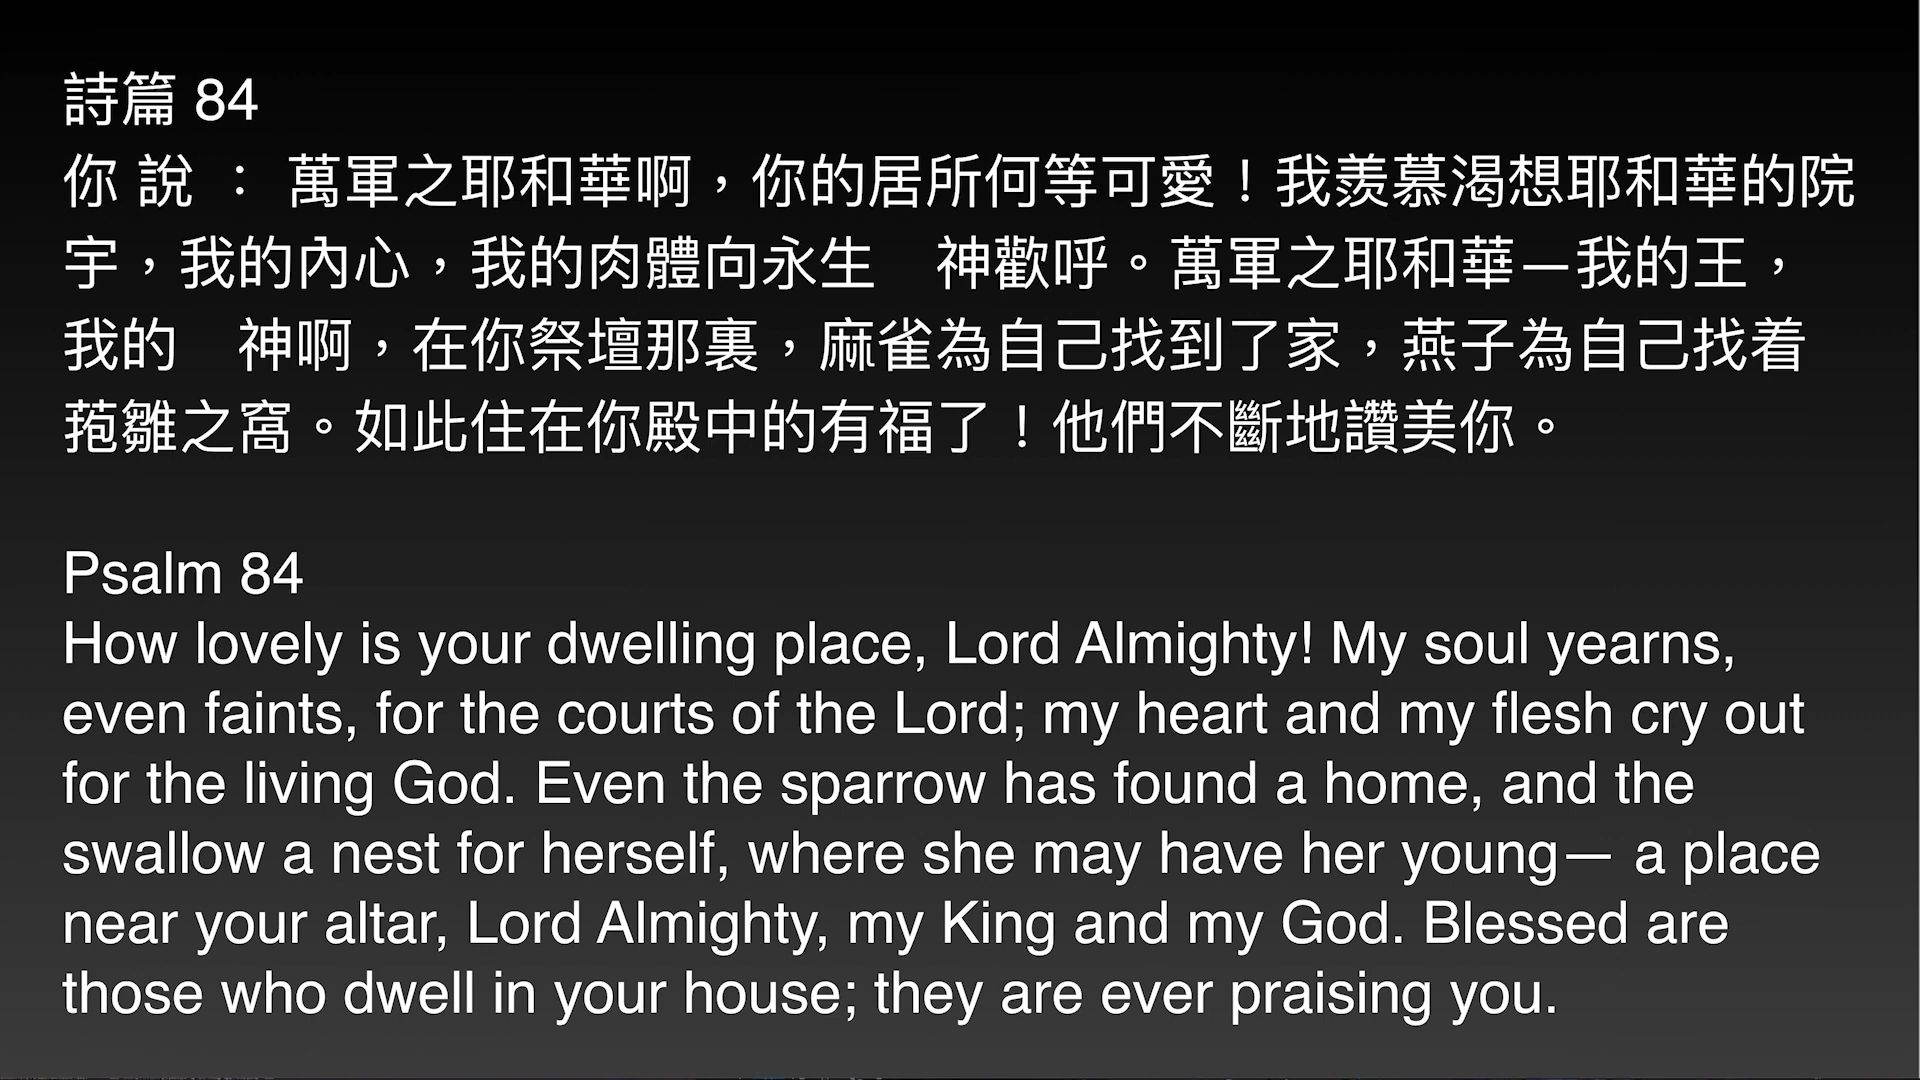 詩篇 84
你 說 ： 萬軍之耶和華啊，你的居所何等可愛！我羨慕渴想耶和華的院
宇，我的內心，我的肉體向永生　神歡呼。萬軍之耶和華—我的王，
我的　神啊，在你祭壇那裏，麻雀為自己找到了家，燕子為自己找着
菢雛之窩。如此住在你殿中的有福了！他們不斷地讚美你。
Psalm 84
How lovely is your dwelling place, Lord Almighty! My soul yearns,
even faints, for the courts of the Lord; my heart and my flesh cry out
for the living God. Even the sparrow has found a home, and the
swallow a nest for herself, where she may have her young— a place
near your altar, Lord Almighty, my King and my God. Blessed are
those who dwell in your house; they are ever praising you.